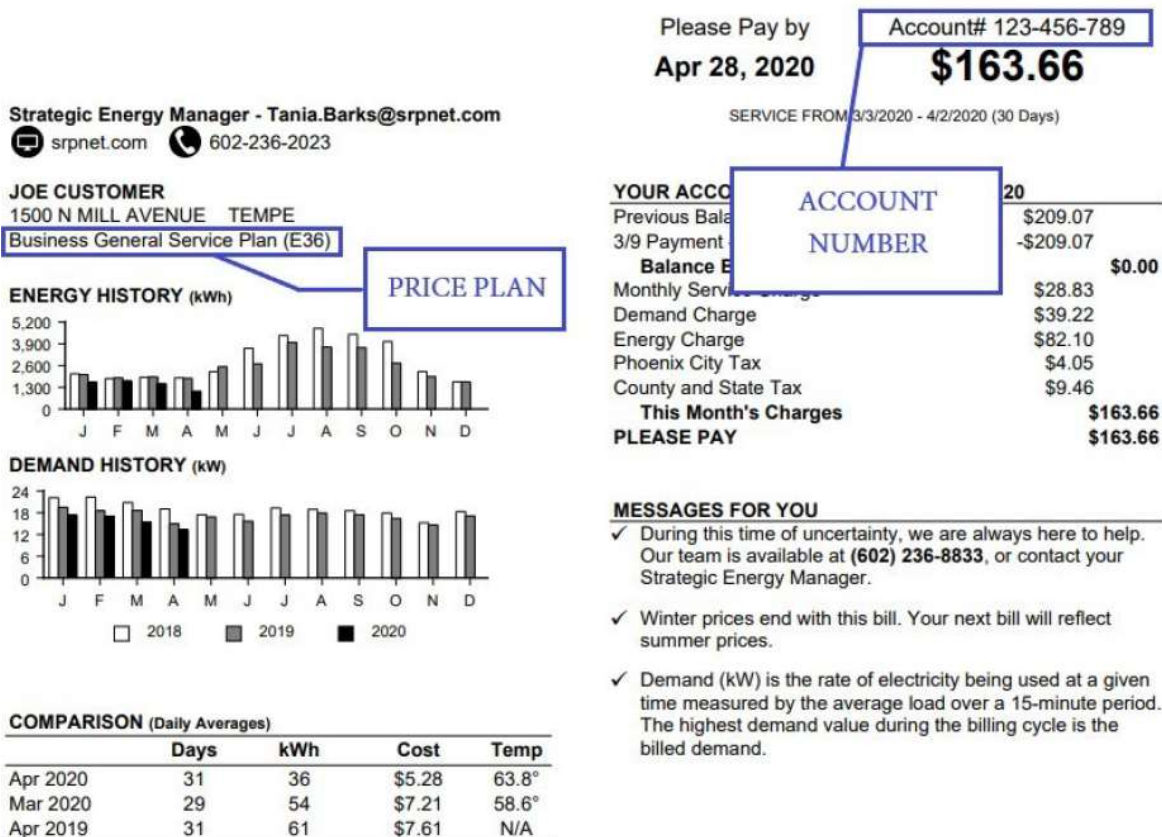 Please Pay by
Account# 123-456-789
Apr 28, 2020
$163.66
SERVICE FROM 3/3/2020 - 4/2/2020 (30 Days)
Strategic Energy Manager - Tania.Barks@srpnet.com
srpnet.com 602-236-2023
JOE CUSTOMER
1500 N MILL AVENUE TEMPE
Business General Service Plan (E36)
PRICE PLAN
ENERGY HISTORY (kWh)
5,200
3,900
2,600
1,300
0
J F M A M J J A S O N D
DEMAND HISTORY (kW)
24
18
12
6
0
J F M A M J J A S O N D
2018 2019 2020
COMPARISON (Daily Averages)
Days kWh Cost Temp
Apr 2020 31 36 $5.28 63.8°
Mar 2020 29 54 $7.21 58.6°
Apr 2019 31 61 $7.61 N/A
ACCOUNT
NUMBER
YOUR 20
Previous $209.07
3/9 Payment -$209.07
Balance $0.00
Monthly $28.83
Demand Charge $39.22
Energy Charge $82.10
Phoenix City Tax $4.05
County and State Tax $9.46
This Month's Charges $163.66
PLEASE PAY $163.66
MESSAGES FOR YOU
✓ During this time of uncertainty, we are always here to help.
Our team is available at (602) 236-8833, or contact your
Strategic Energy Manager.
✓ Winter prices end with this bill. Your next bill will reflect
summer prices.
✓ Demand (kW) is the rate of electricity being used at a given
time measured by the average load over a 15-minute period.
The highest demand value during the billing cycle is the
billed demand.